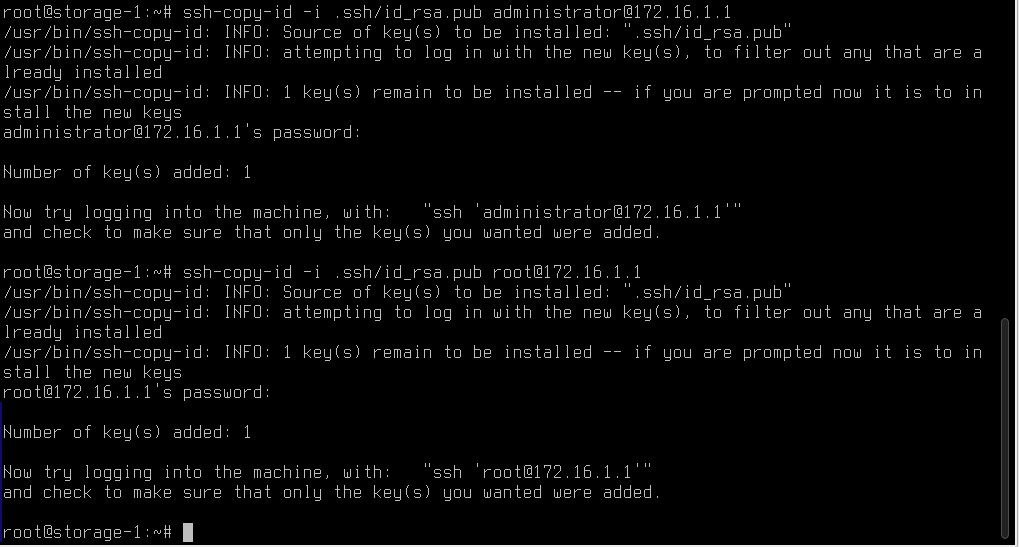 root@storage-1:~# ssh-copy-id -i .ssh/id_rsa.pub administrator@172.16.1.1
/usr/bin/ssh-copy-id: INFO: Source of key(s) to be installed: ".ssh/id_rsa.pub"
/usr/bin/ssh-copy-id: INFO: attempting to log in with the new key(s), to filter out any that are a
lready installed
/usr/bin/ssh-copy-id: INFO: 1 key(s) remain to be installed -- if you are prompted now it is to in
stall the new keys
administrator@172.16.1.1's password:
Number of key(s) added: 1
Now try logging into the machine, with:   "ssh 'administrator@172.16.1.1'"
and check to make sure that only the key(s) you wanted were added.
root@storage-1:~# ssh-copy-id -i .ssh/id_rsa.pub root@172.16.1.1
/usr/bin/ssh-copy-id: INFO: Source of key(s) to be installed: ".ssh/id_rsa.pub"
/usr/bin/ssh-copy-id: INFO: attempting to log in with the new key(s), to filter out any that are a
lready installed
/usr/bin/ssh-copy-id: INFO: 1 key(s) remain to be installed -- if you are prompted now it is to in
stall the new keys
root@172.16.1.1's password:
Number of key(s) added: 1
Now try logging into the machine, with:   "ssh 'root@172.16.1.1'"
and check to make sure that only the key(s) you wanted were added.
root@storage-1:~#